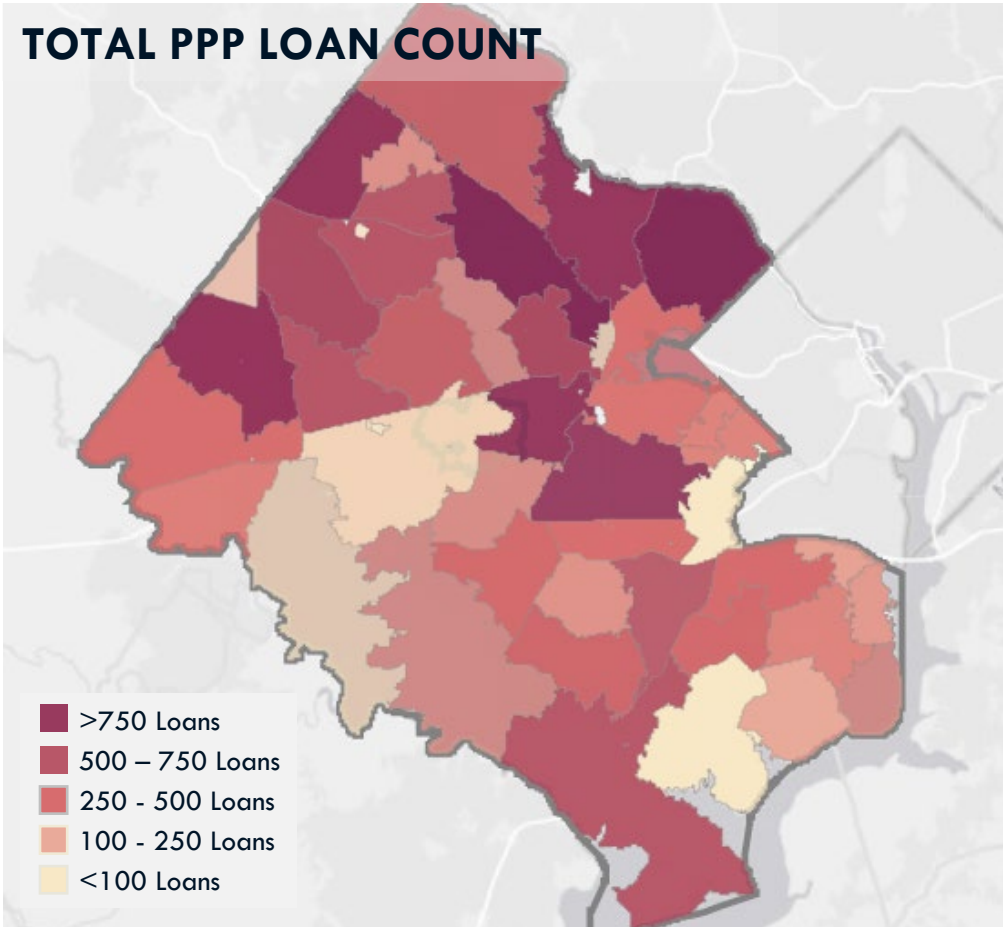 TOTAL PPP LOAN COUNT
>750 Loans
500 – 750 Loans
250 - 500 Loans
100 - 250 Loans
<100 Loans